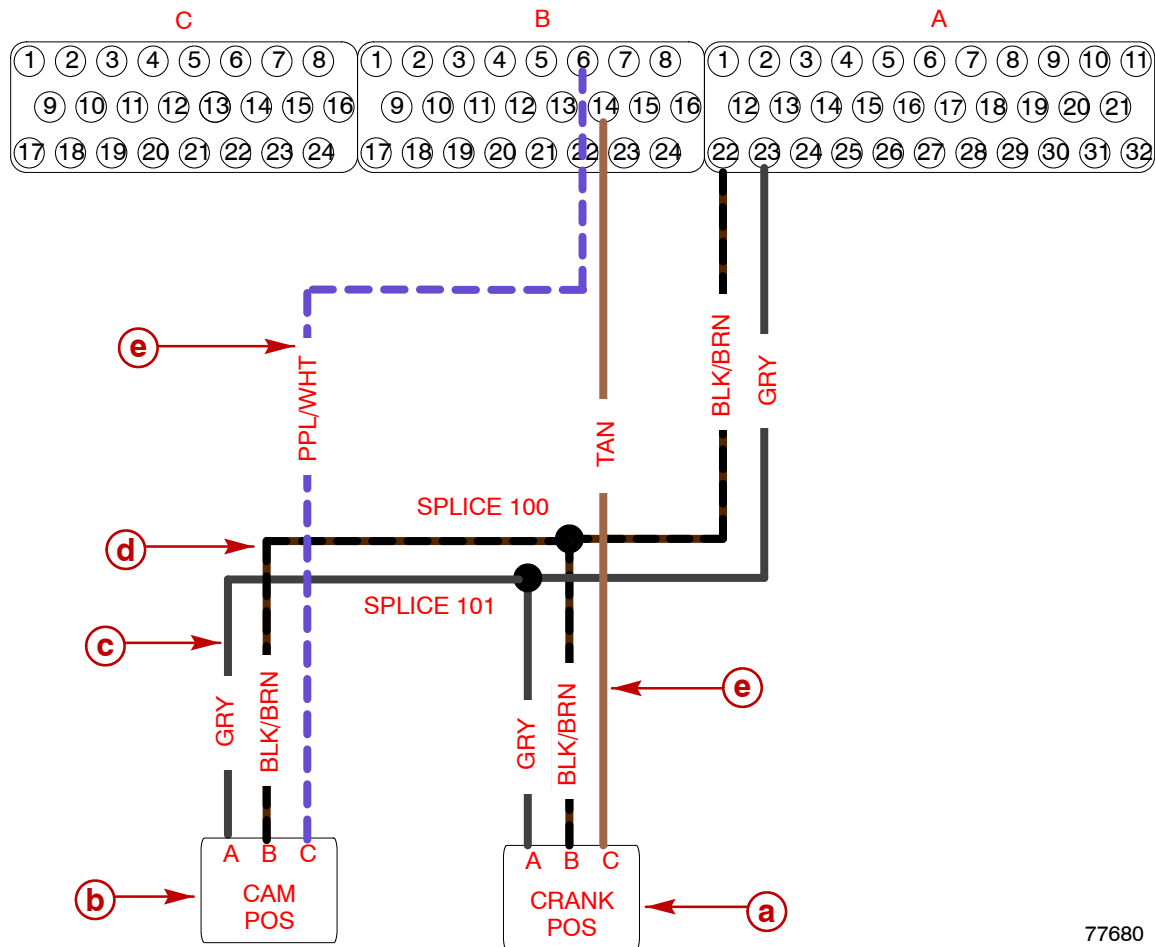 C B A
1 2 3 4 5 6 7 8 1 2 3 4 5 6 7 8 1 2 3 4 5 6 7 8 9 10 11
9 10 11 12 13 14 15 16 9 10 11 12 13 14 15 16 12 13 14 15 16 17 18 19 20 21
17 18 19 20 21 22 23 24 17 18 19 20 21 22 23 24 22 23 24 25 26 27 28 29 30 31 32
e
PPL/WHT
TAN
BLK/BRN
GRY
SPLICE 100
d
SPLICE 101
c
e
GRY
BLK/BRN
GRY
BLK/BRN
A B C
A B C
b
CAM
POS
CRANK
POS
a
77680